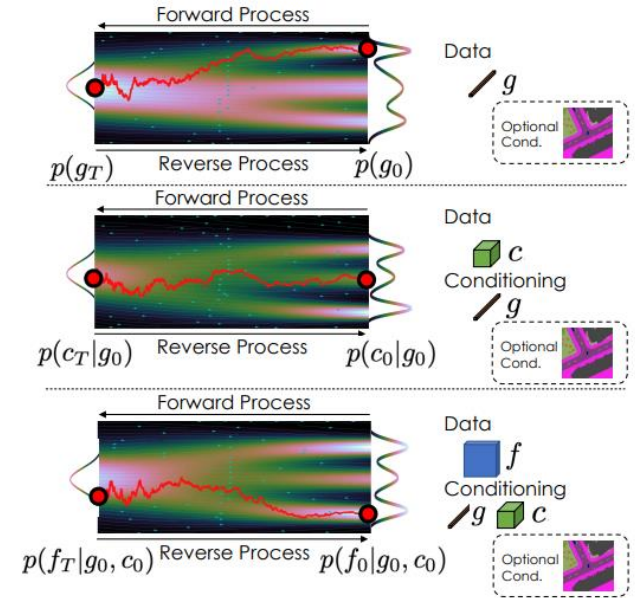 Forward Process
Data
g
Optional
Cond.
p(g_T) Reverse Process p(g_0)
Forward Process
Data
c
Conditioning
g
Reverse Process
Optional
Cond.
p(c_T|g_0) p(c_0|g_0)
Forward Process
Data
f
Conditioning
g c
Reverse Process
p(f_T|g_0, c_0) p(f_0|g_0, c_0)
Optional
Cond.